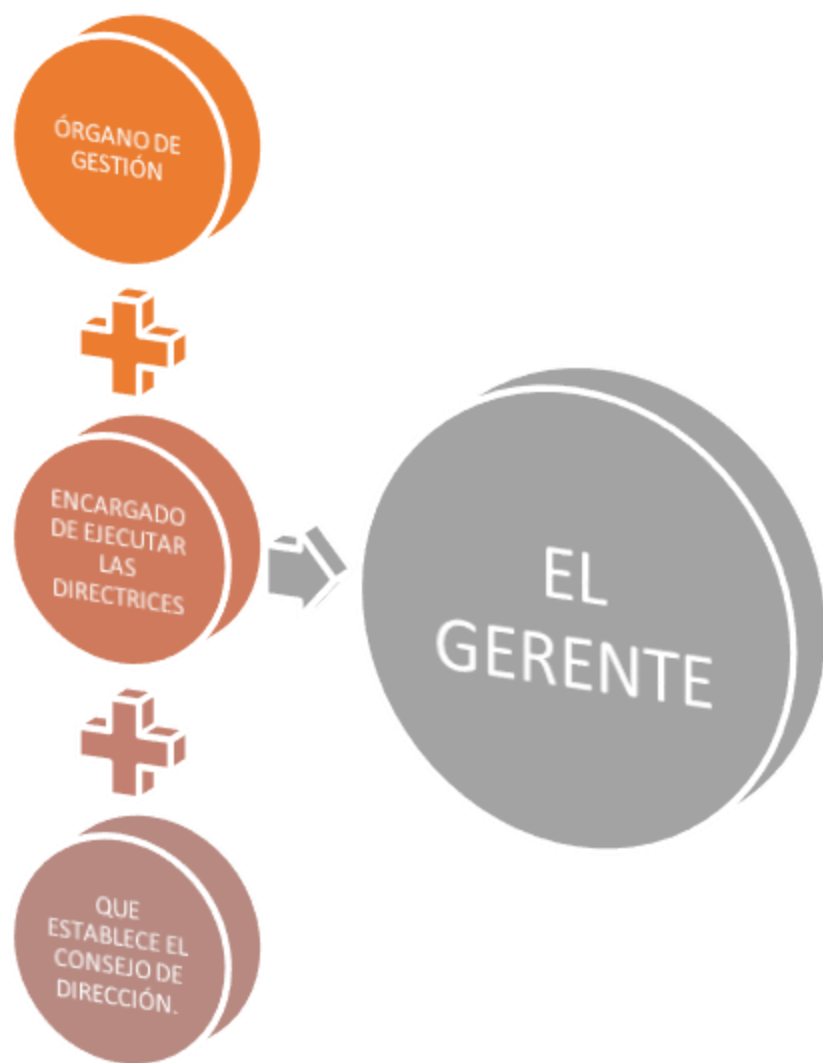 ÓRGANO DE
GESTIÓN
ENCARGADO
DE EJECUTAR
LAS
DIRECTRICES
QUE
ESTABLECE EL
CONSEJO DE
DIRECCIÓN.
EL
GERENTE